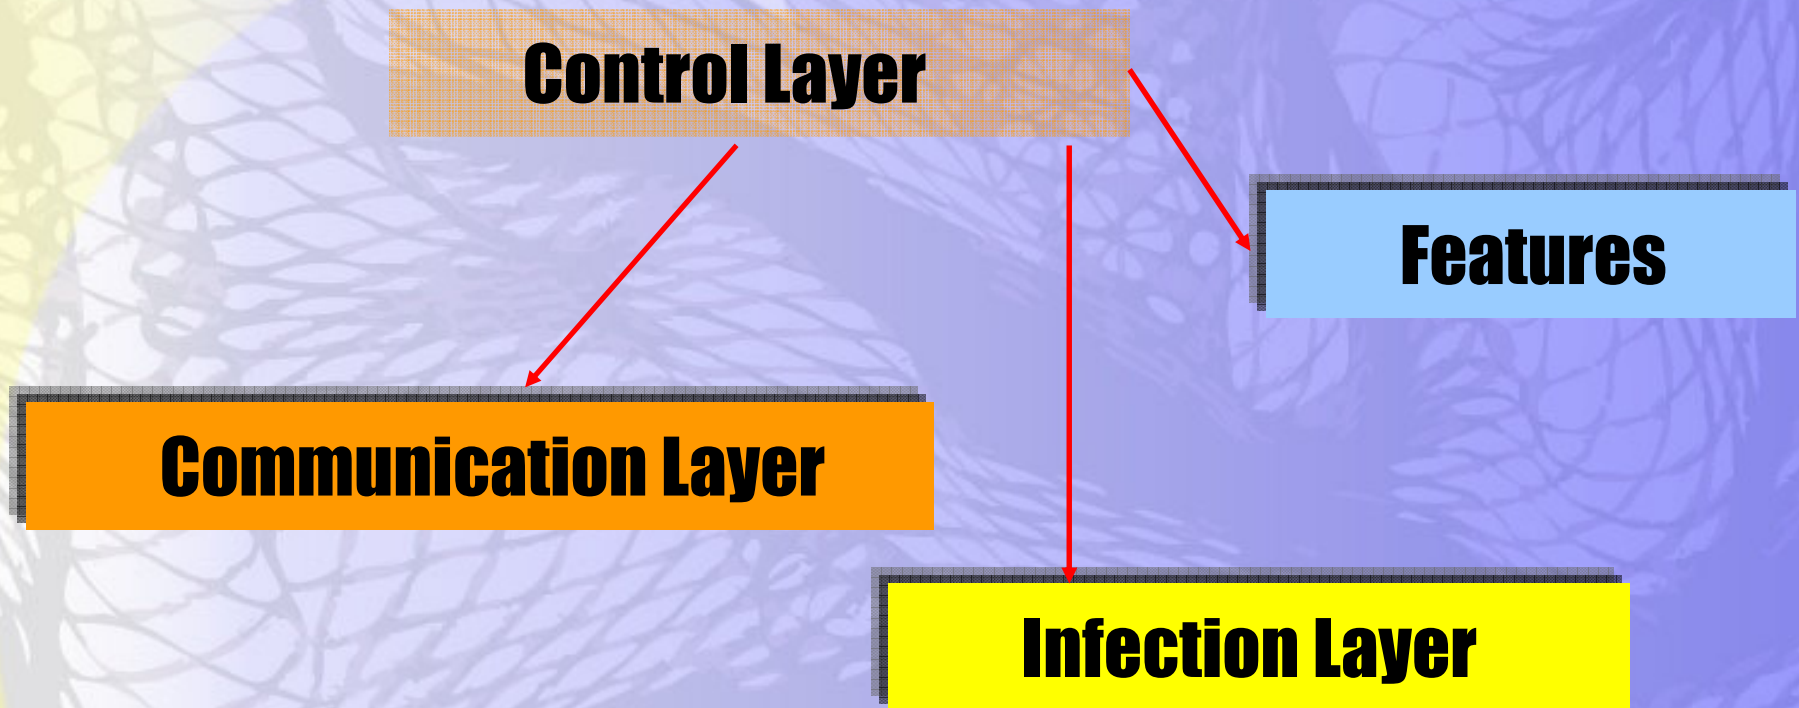 Control Layer
Features
Communication Layer
Infection Layer